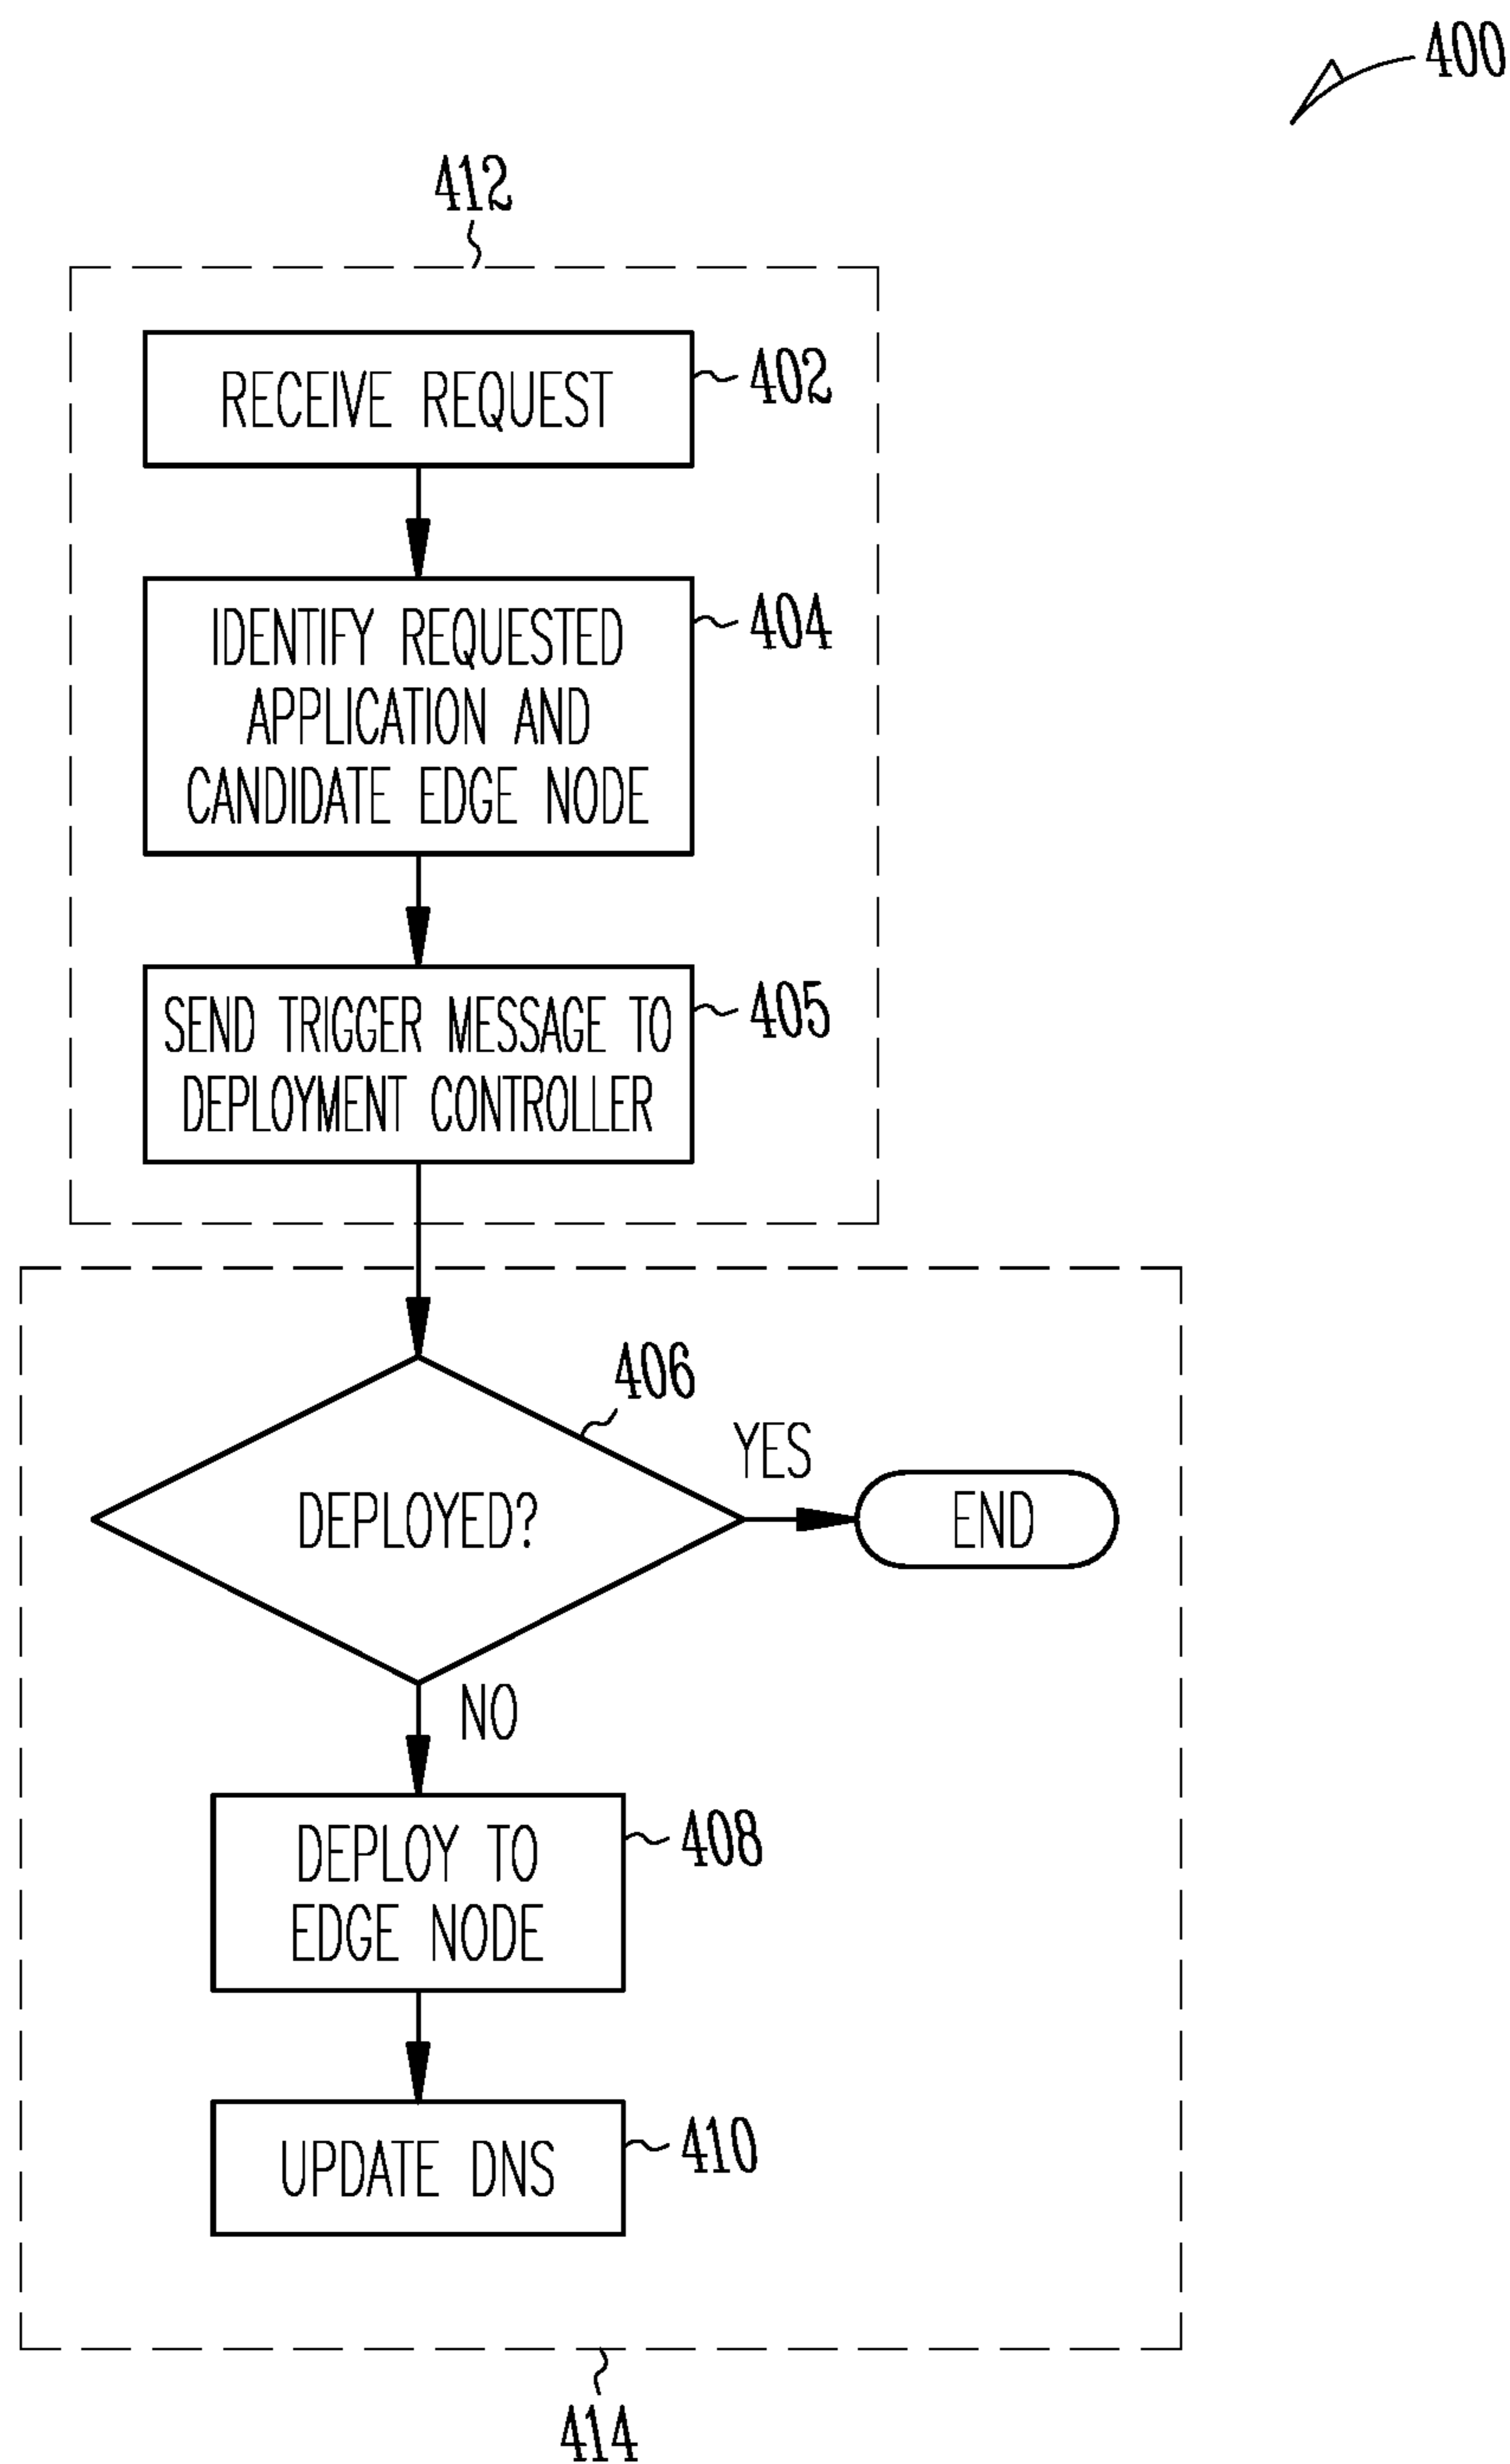 400
412
RECEIVE REQUEST
402
IDENTIFY REQUESTED
APPLICATION AND
CANDIDATE EDGE NODE
404
SEND TRIGGER MESSAGE TO
DEPLOYMENT CONTROLLER
405
406
DEPLOYED?
YES
END
NO
DEPLOY TO
EDGE NODE
408
UPDATE DNS
410
414